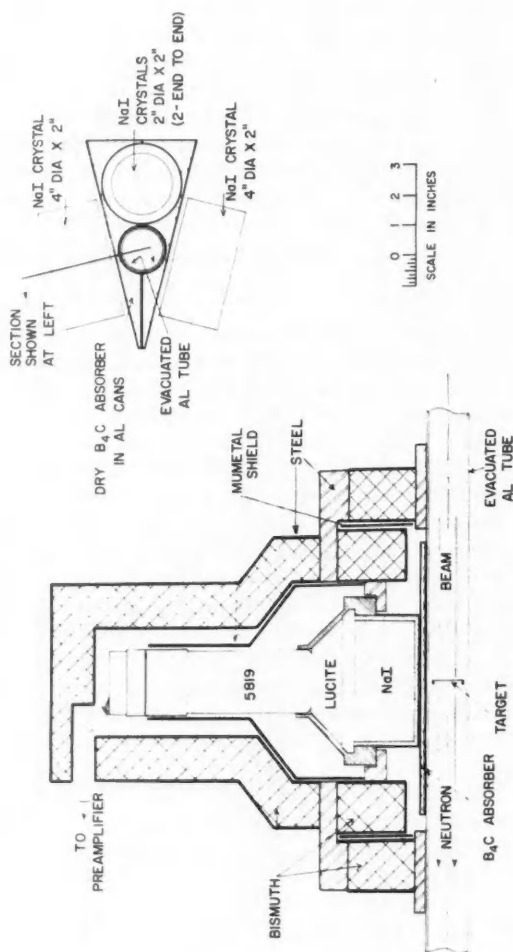 SECTION
SHOWN
AT LEFT
NaI CRYSTAL
4" DIA X 2"
NaI
CRYSTALS
2" DIA X 2"
(2- END TO END)
DRY B₄C ABSORBER
IN AL CANS
EVACUATED
AL TUBE
NaI CRYSTAL
4" DIA X 2"
0 1 2 3
SCALE IN INCHES
TO
PREAMPLIFIER
MUMETAL
SHIELD
STEEL
5819
LUCITE
NaI
BISMUTH
NEUTRON
BEAM
B₄C ABSORBER
TARGET
EVACUATED
AL TUBE